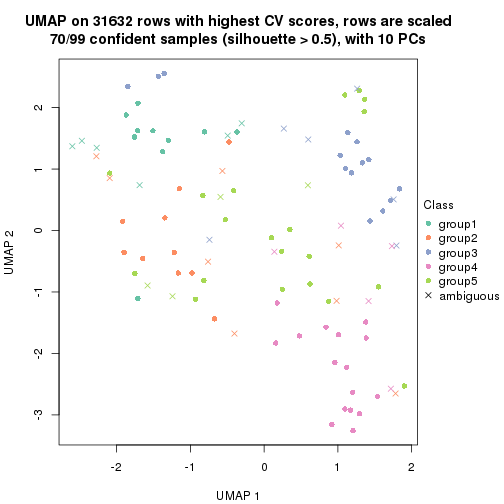 UMAP on 31632 rows with highest CV scores, rows are scaled
70/99 confident samples (silhouette > 0.5), with 10 PCs
UMAP 2
2
1
0
-1
-2
-3
-2
-1
0
1
2
UMAP 1
Class
group1
group2
group3
group4
group5
ambiguous